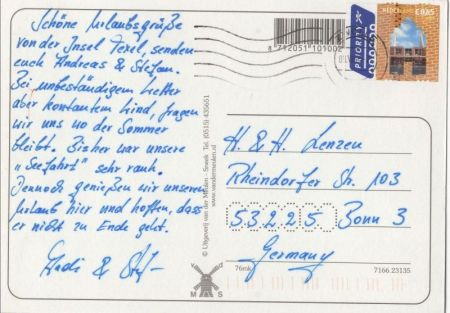 Schöne Urlaubsgrüße
von der Insel Texel, senden
euch Andreas & Stefan.
Bei unbeständigem Wetter
aber konstantem Wind, fragen
wir uns wo der Sommer
bleibt. Bisher war unsere
"Seefahrt" sehr rauh.
Dennoch genießen wir unseren
Urlaub hier und hoffen, dass
er nicht zu Ende geht.
Andi & Stef
8 712051 101002
PRIORITY
€0,65
© Uitgeverij van der Meulen - Sneek Tel. (0515) 435651
www.vandermeulen.nl
H. & H. Lenzen
Rheindorfer Str. 103
53225 Bonn 3
Germany
v d
M S
76mk
7166.23135